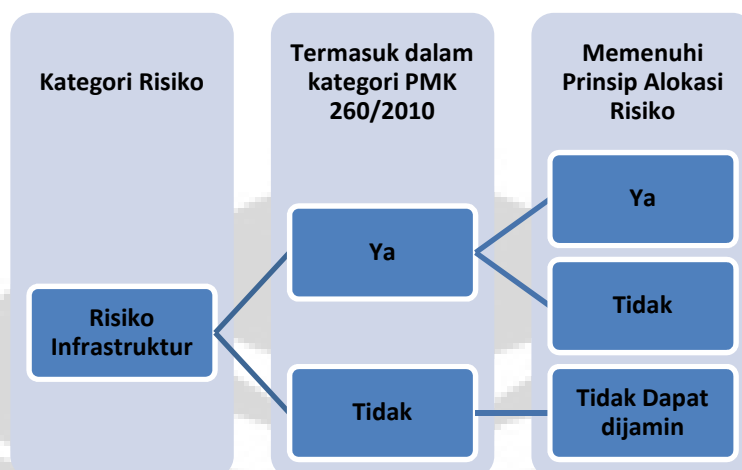 Kategori Risiko
Termasuk dalam
kategori PMK
260/2010
Memenuhi
Prinsip Alokasi
Risiko
Risiko
Infrastruktur
Ya
Tidak
Ya
Tidak
Tidak Dapat
dijamin